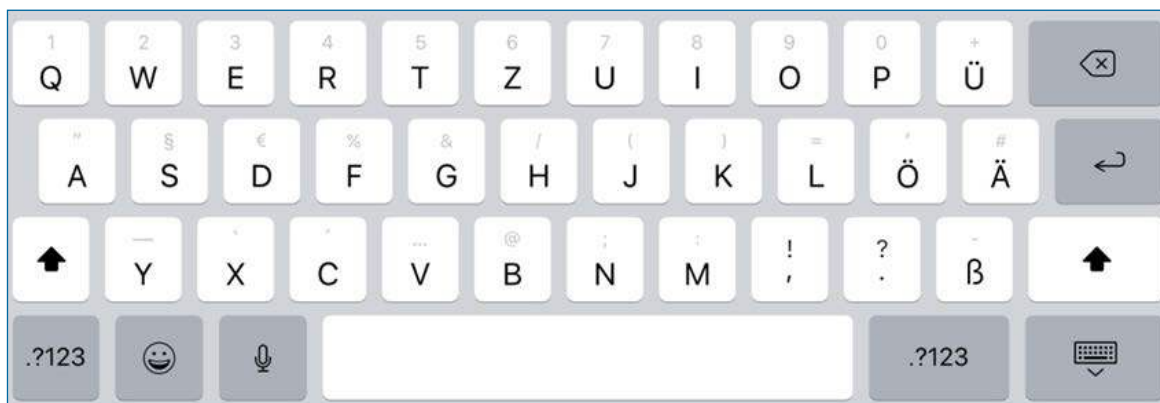 1 2 3 4 5 6 7 8 9 0 +
Q W E R T Z U I O P Ü
" § € % & / ( ) = ' #
A S D F G H J K L Ö Ä
— ` ´ ... @ ; : ! ? -
Y X C V B N M , . ß
.?123 .?123